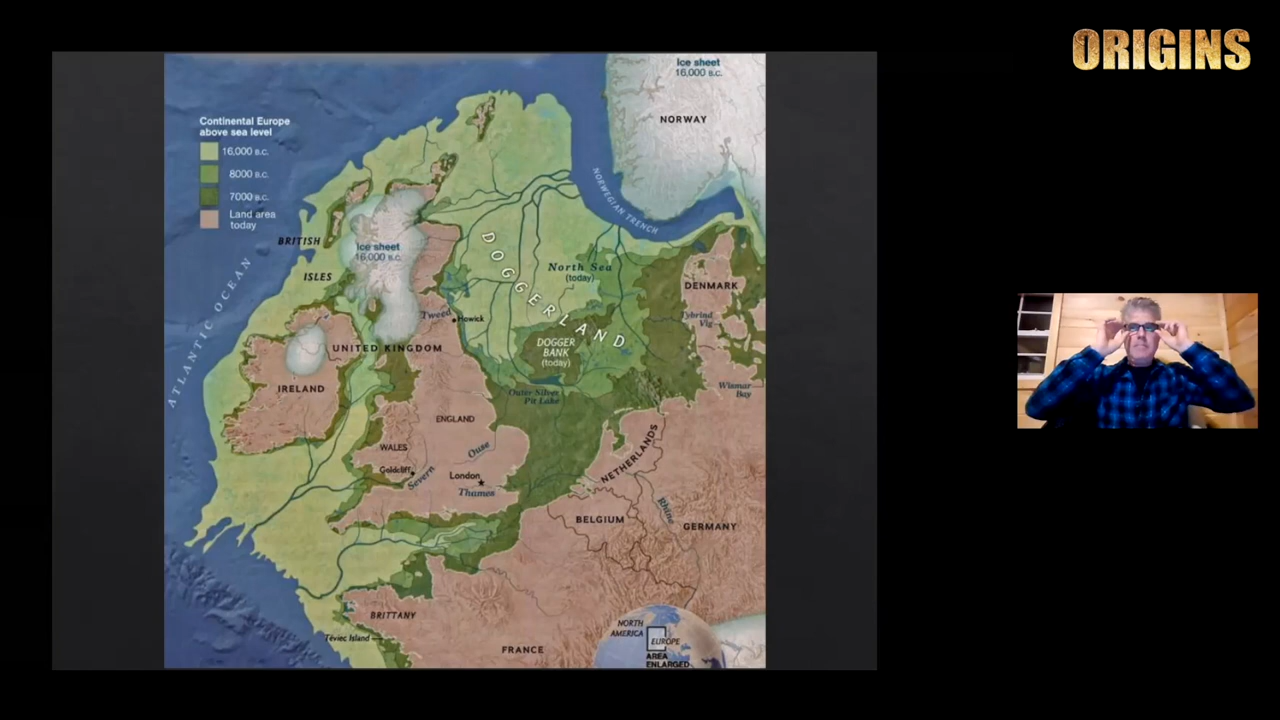 ORIGINS
Ice sheet
16,000 B.C.
NORWAY
Continental Europe
above sea level
16,000 B.C.
8000 B.C.
7000 B.C.
Land area
today
NORWEGIAN TRENCH
BRITISH
ISLES
Ice sheet
16,000 B.C.
ATLANTIC OCEAN
DOGGERLAND
North Sea
(today)
DENMARK
Tweed
Howick
Tybrind
Vig
UNITED KINGDOM
DOGGER
BANK
(today)
IRELAND
Outer Silver
Pit Lake
Wismar
Bay
ENGLAND
WALES
Ouse
NETHERLANDS
Goldcliff
Severn
London
Thames
Rhine
BELGIUM
GERMANY
BRITTANY
Téviec Island
FRANCE
NORTH
AMERICA
EUROPE
AREA
ENLARGED